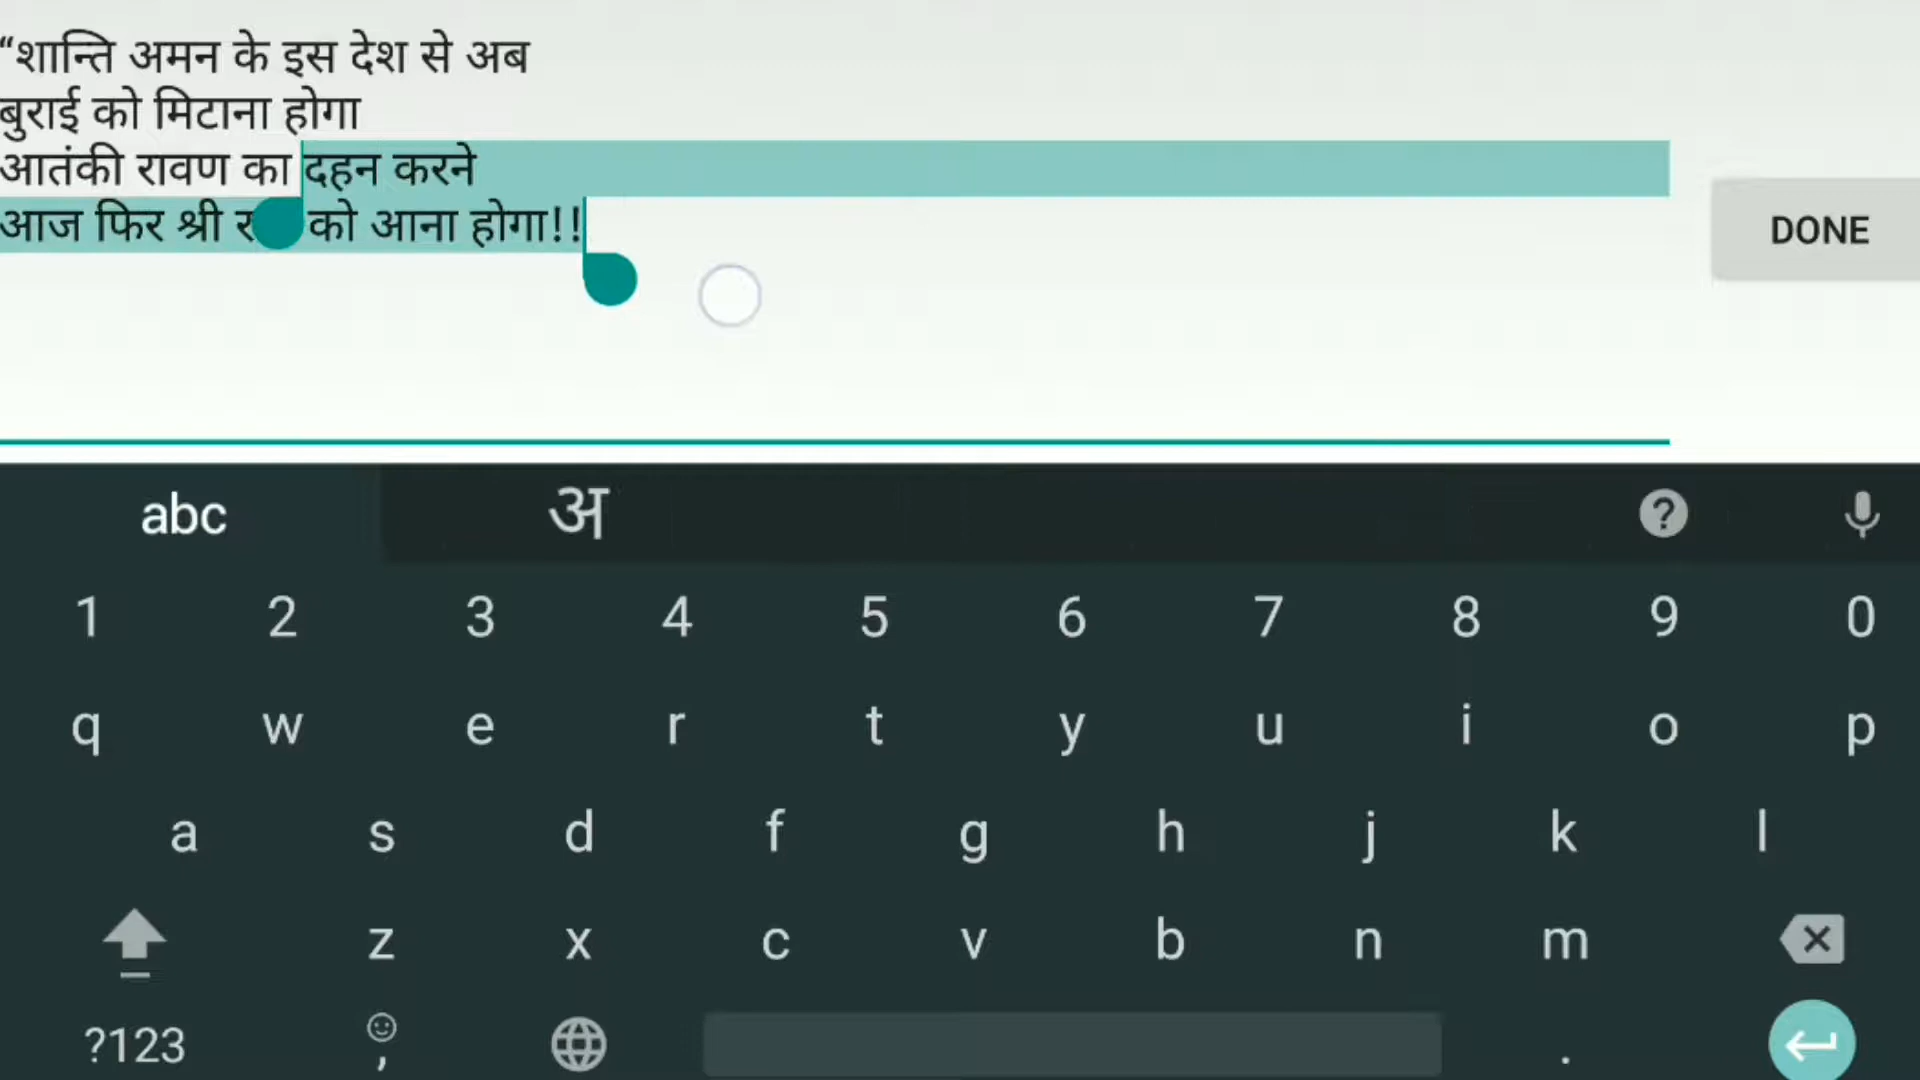 “शान्ति अमन के इस देश से अब
बुराई को मिटाना होगा
आतंकी रावण का दहन करने
आज फिर श्री को आना होगा!!
DONE
abc अ ?
1 2 3 4 5 6 7 8 9 0
q w e r t y u i o p
a s d f g h j k l
z x c v b n m
?123 , .